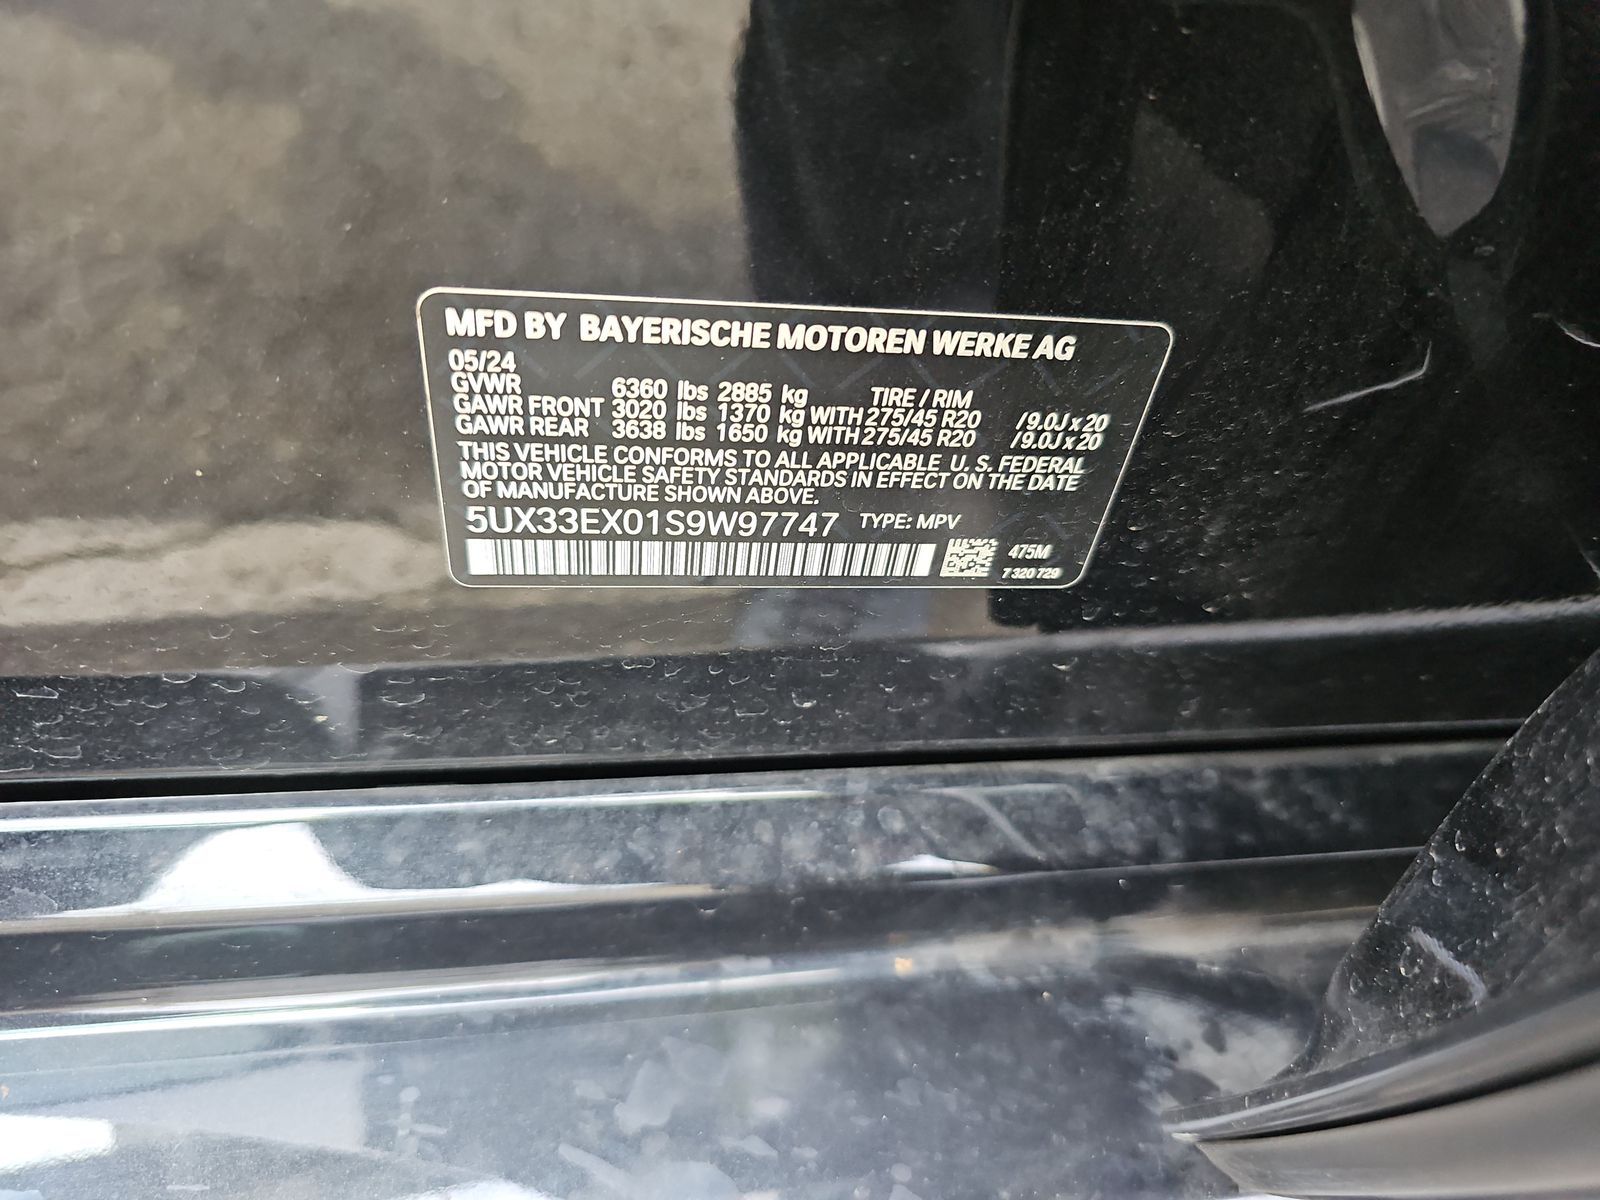 MFD BY BAYERISCHE MOTOREN WERKE AG
05/24
GVWR 6360 lbs 2885 kg TIRE / RIM
GAWR FRONT 3020 lbs 1370 kg WITH 275/45 R20 /9.0J x 20
GAWR REAR 3638 lbs 1650 kg WITH 275/45 R20 /9.0J x 20
THIS VEHICLE CONFORMS TO ALL APPLICABLE U. S. FEDERAL
MOTOR VEHICLE SAFETY STANDARDS IN EFFECT ON THE DATE
OF MANUFACTURE SHOWN ABOVE.
5UX33EX01S9W97747 TYPE: MPV
475M
7 320 729